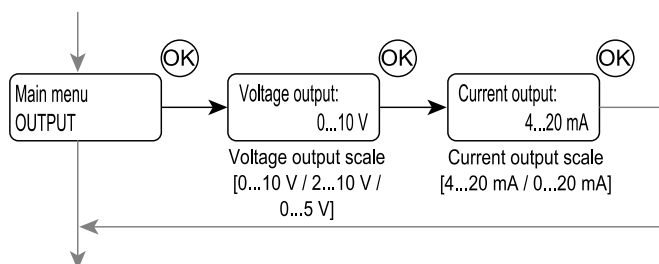 OK
OK
OK
Main menu
OUTPUT
Voltage output:
0...10 V
Current output:
4...20 mA
Voltage output scale
[0...10 V / 2...10 V /
0...5 V]
Current output scale
[4...20 mA / 0...20 mA]